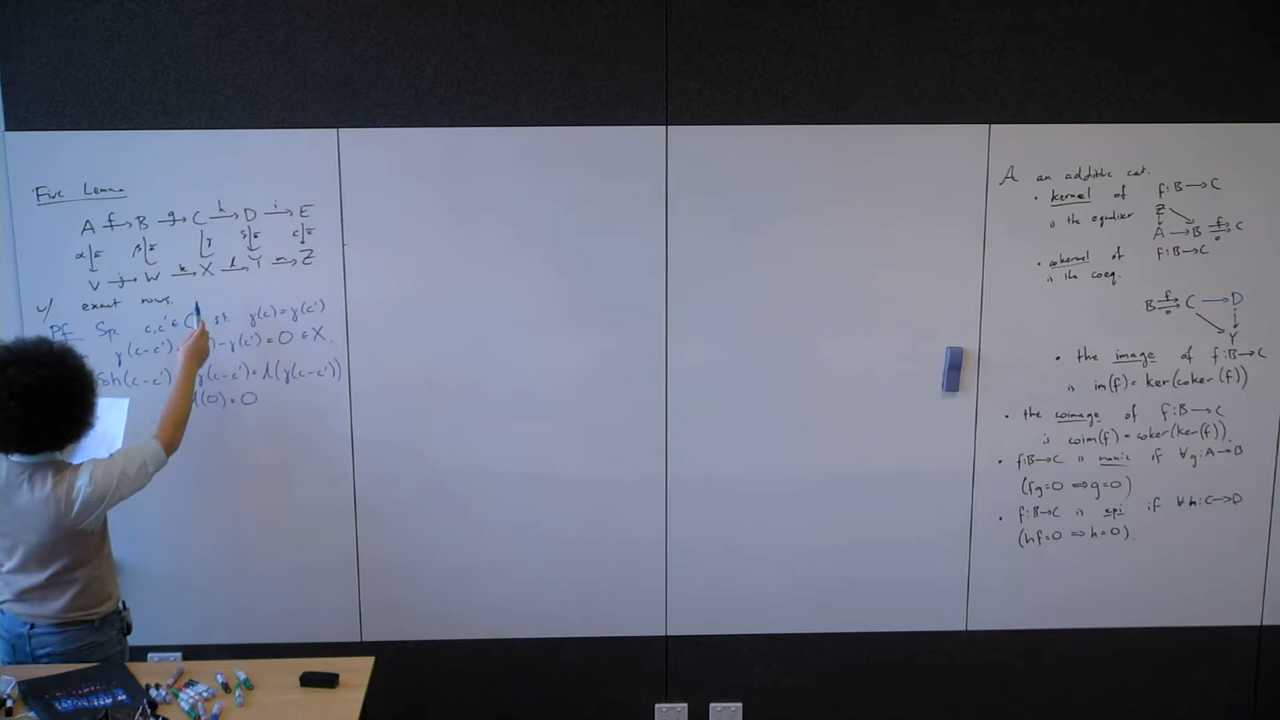 Five Lemma
A f→ B g→ C h→ D i→ E
α ≅ β ≅ γ δ ≅ ε ≅
V j→ W k→ X l→ Y m→ Z
w/ exact rows.
Pf Sp. c,c'∈C s.t. γ(c)=γ(c')
γ(c-c') )-γ(c')=0∈X.
δh(c-c') γ(c-c')=l(γ(c-c'))
l(0)=0
A an additive cat.
• kernel of f:B→C
is the equaliser
Z
A → B f⇉0 C
• cokernel of f:B→C
is the coeq.
B f⇉0 C → D
Y
• the image of f:B→C
is im(f)=ker(coker(f))
• the coimage of f:B→C
is coim(f)=coker(ker(f)).
• f:B→C is monic if ∀g:A→B
(fg=0 ⟹ g=0)
• f:B→C is epi if ∀h:C→D
(hf=0 ⟹ h=0).